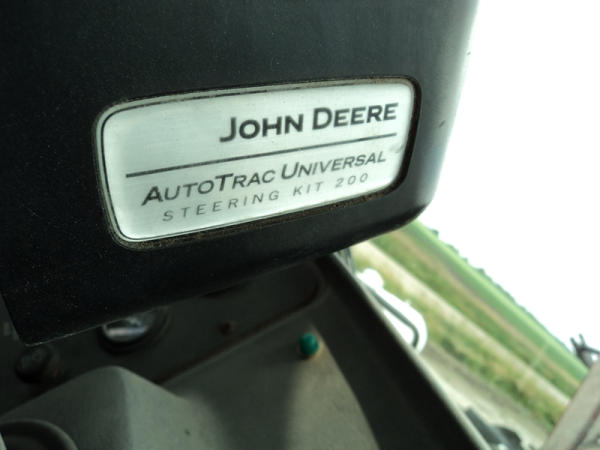 JOHN DEERE
AUTOTRAC UNIVERSAL
STEERING KIT 200